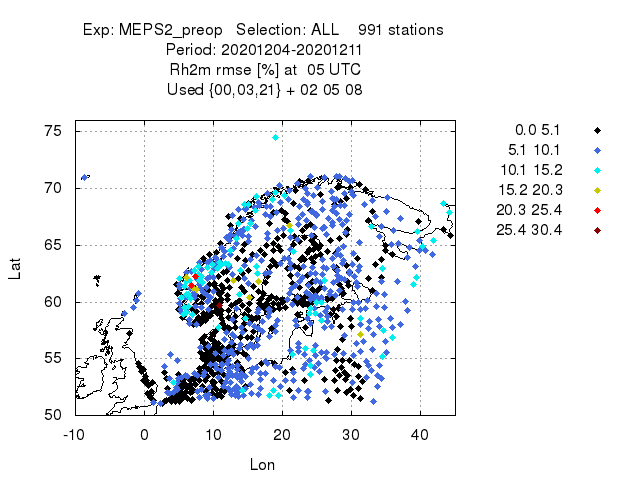 Exp: MEPS2_preop   Selection: ALL    991 stations
Period: 20201204-20201211
Rh2m rmse [%] at  05 UTC
Used {00,03,21} + 02 05 08
75
70
65
60
55
50
Lat
-10 0 10 20 30 40
Lon
0.0 5.1
5.1 10.1
10.1 15.2
15.2 20.3
20.3 25.4
25.4 30.4